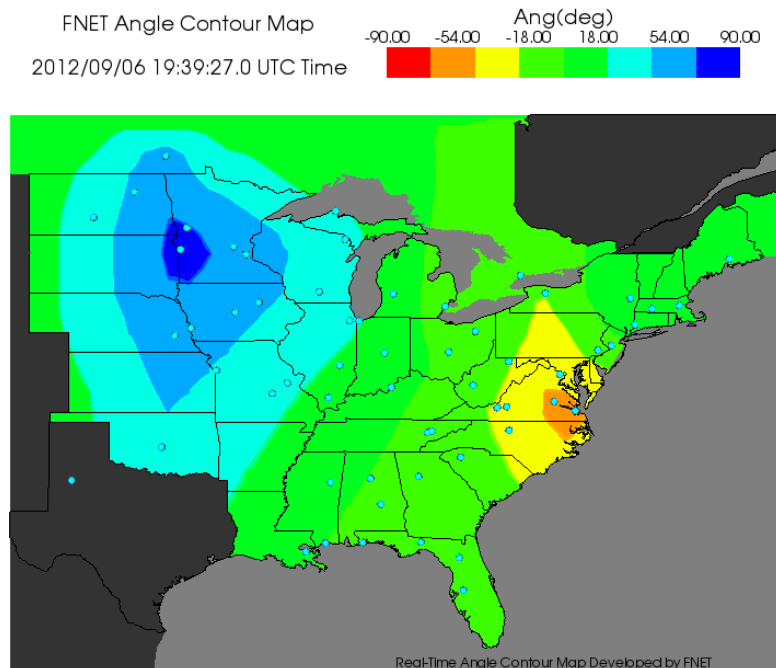 FNET Angle Contour Map
Ang(deg)
-90.00 -54.00 -18.00 18.00 54.00 90.00
2012/09/06 19:39:27.0 UTC Time
Real-Time Angle Contour Map Developed by FNET